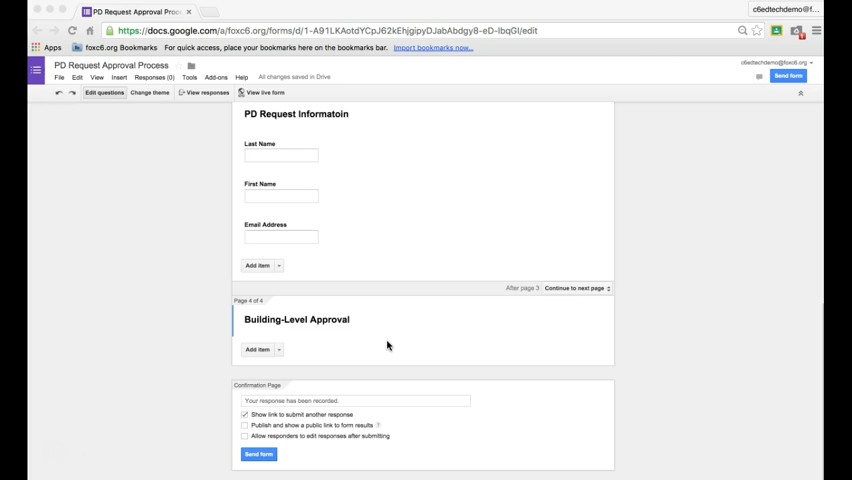 PD Request Approval Proc ×
c6edtechdemo@f...
https://docs.google.com/a/foxc6.org/forms/d/1-A91LKAotdYCpJ62kEhjgipyDJabAbdgy8-eD-IbqGI/edit
Apps foxc6.org Bookmarks For quick access, place your bookmarks here on the bookmarks bar. Import bookmarks now...
PD Request Approval Process
c6edtechdemo@foxc6.org
File Edit View Insert Responses (0) Tools Add-ons Help All changes saved in Drive
Send form
Edit questions Change theme View responses View live form
PD Request Informatoin
Last Name
First Name
Email Address
Add item
After page 3 Continue to next page
Page 4 of 4
Building-Level Approval
Add item
Confirmation Page
Your response has been recorded.
Show link to submit another response
Publish and show a public link to form results ?
Allow responders to edit responses after submitting
Send form